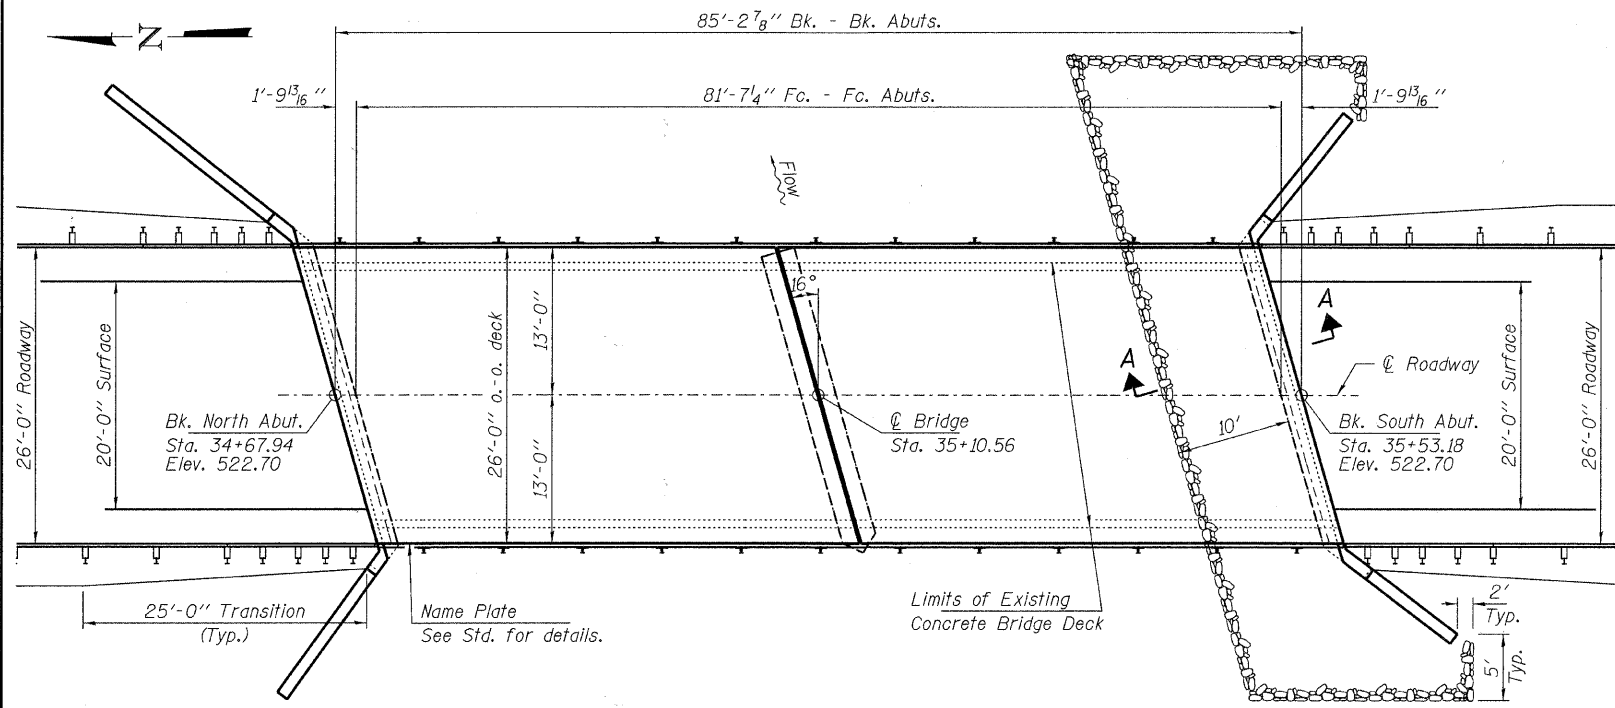 85'-2 7/8" Bk. - Bk. Abuts.
N
1'-9 13/16"
81'-7 1/4" Fc. - Fc. Abuts.
1'-9 13/16"
Flow
16°
26'-0" Roadway
20'-0" Surface
26'-0" o.-o. deck
13'-0"
13'-0"
A
A
℄ Roadway
20'-0" Surface
26'-0" Roadway
Bk. North Abut.
Sta. 34+67.94
Elev. 522.70
℄ Bridge
Sta. 35+10.56
10'
Bk. South Abut.
Sta. 35+53.18
Elev. 522.70
25'-0" Transition
(Typ.)
Name Plate
See Std. for details.
Limits of Existing
Concrete Bridge Deck
2'
Typ.
5'
Typ.